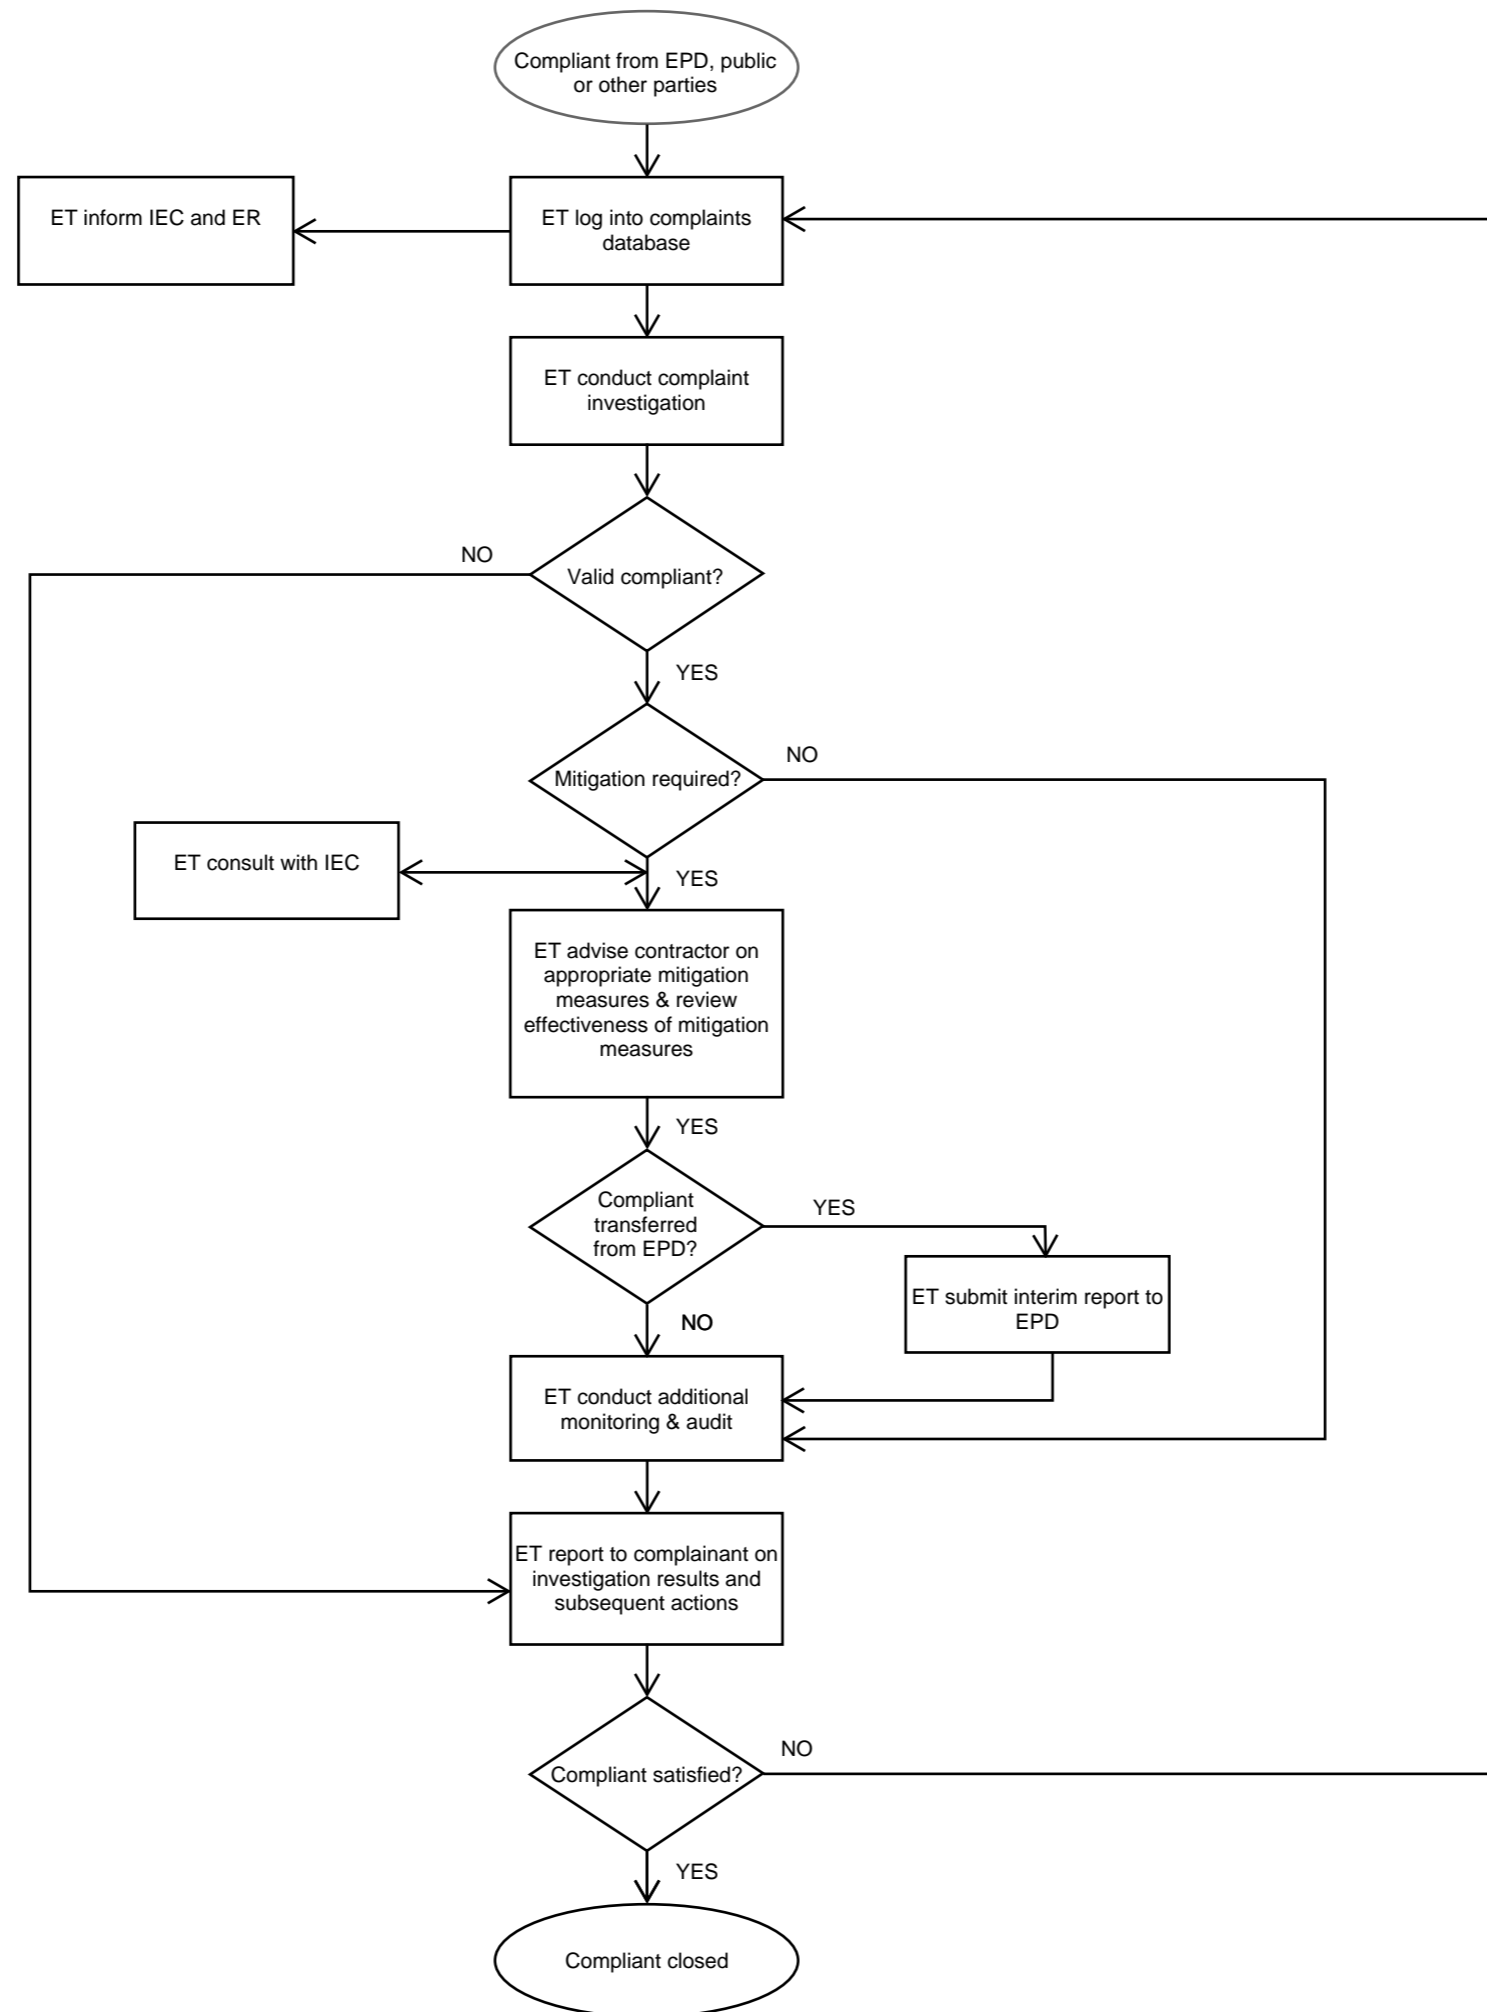 Compliant from EPD, public
or other parties
ET inform IEC and ER
ET log into complaints
database
ET conduct complaint
investigation
NO
Valid compliant?
YES
NO
Mitigation required?
ET consult with IEC
YES
ET advise contractor on
appropriate mitigation
measures & review
effectiveness of mitigation
measures
YES
Compliant
transferred
from EPD?
YES
ET submit interim report to
EPD
NO
ET conduct additional
monitoring & audit
ET report to complainant on
investigation results and
subsequent actions
NO
Compliant satisfied?
YES
Compliant closed